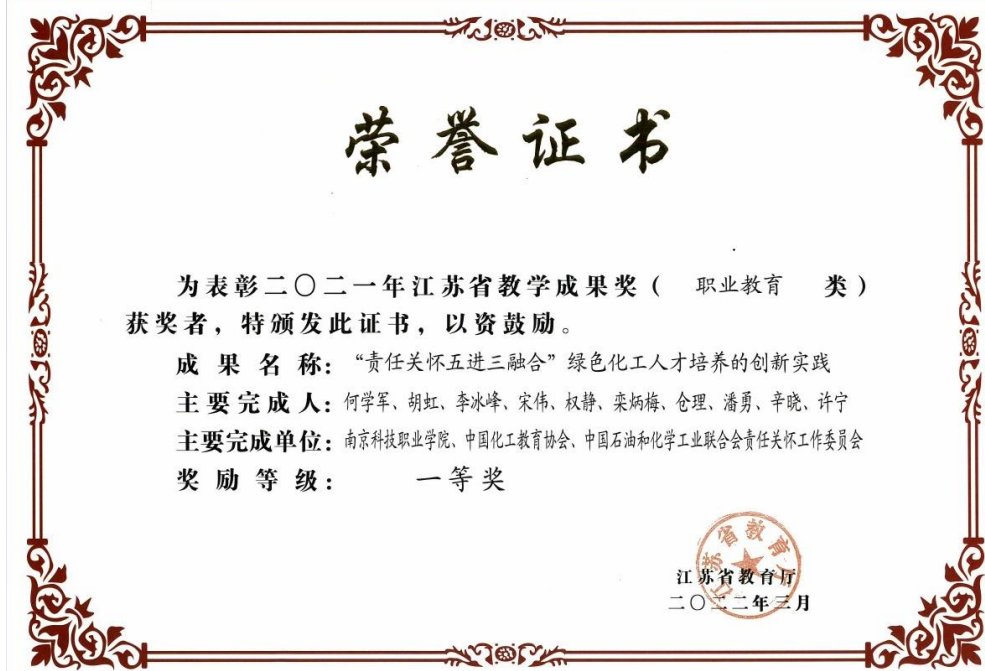 荣誉证书
为表彰二〇二一年江苏省教学成果奖（ 职业教育 类）
获奖者，特颁发此证书，以资鼓励。
成果名称：“责任关怀五进三融合”绿色化工人才培养的创新实践
主要完成人：何学军、胡虹、李冰峰、宋伟、权静、栾炳梅、仓理、潘勇、辛晓、许宁
主要完成单位：南京科技职业学院、中国化工教育协会、中国石油和化学工业联合会责任关怀工作委员会
奖励等级： 一等奖
江苏省教育厅
江苏省教育厅
二〇二二年三月